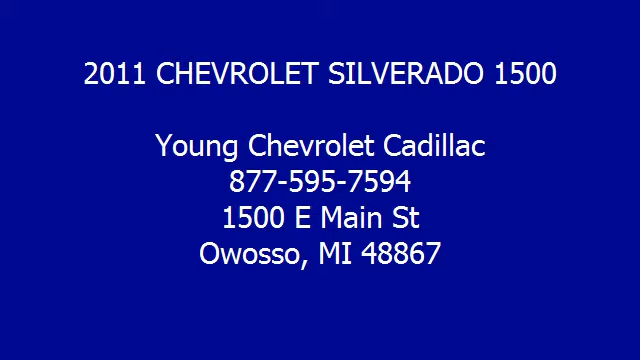 2011 CHEVROLET SILVERADO 1500
Young Chevrolet Cadillac
877-595-7594
1500 E Main St
Owosso, MI 48867